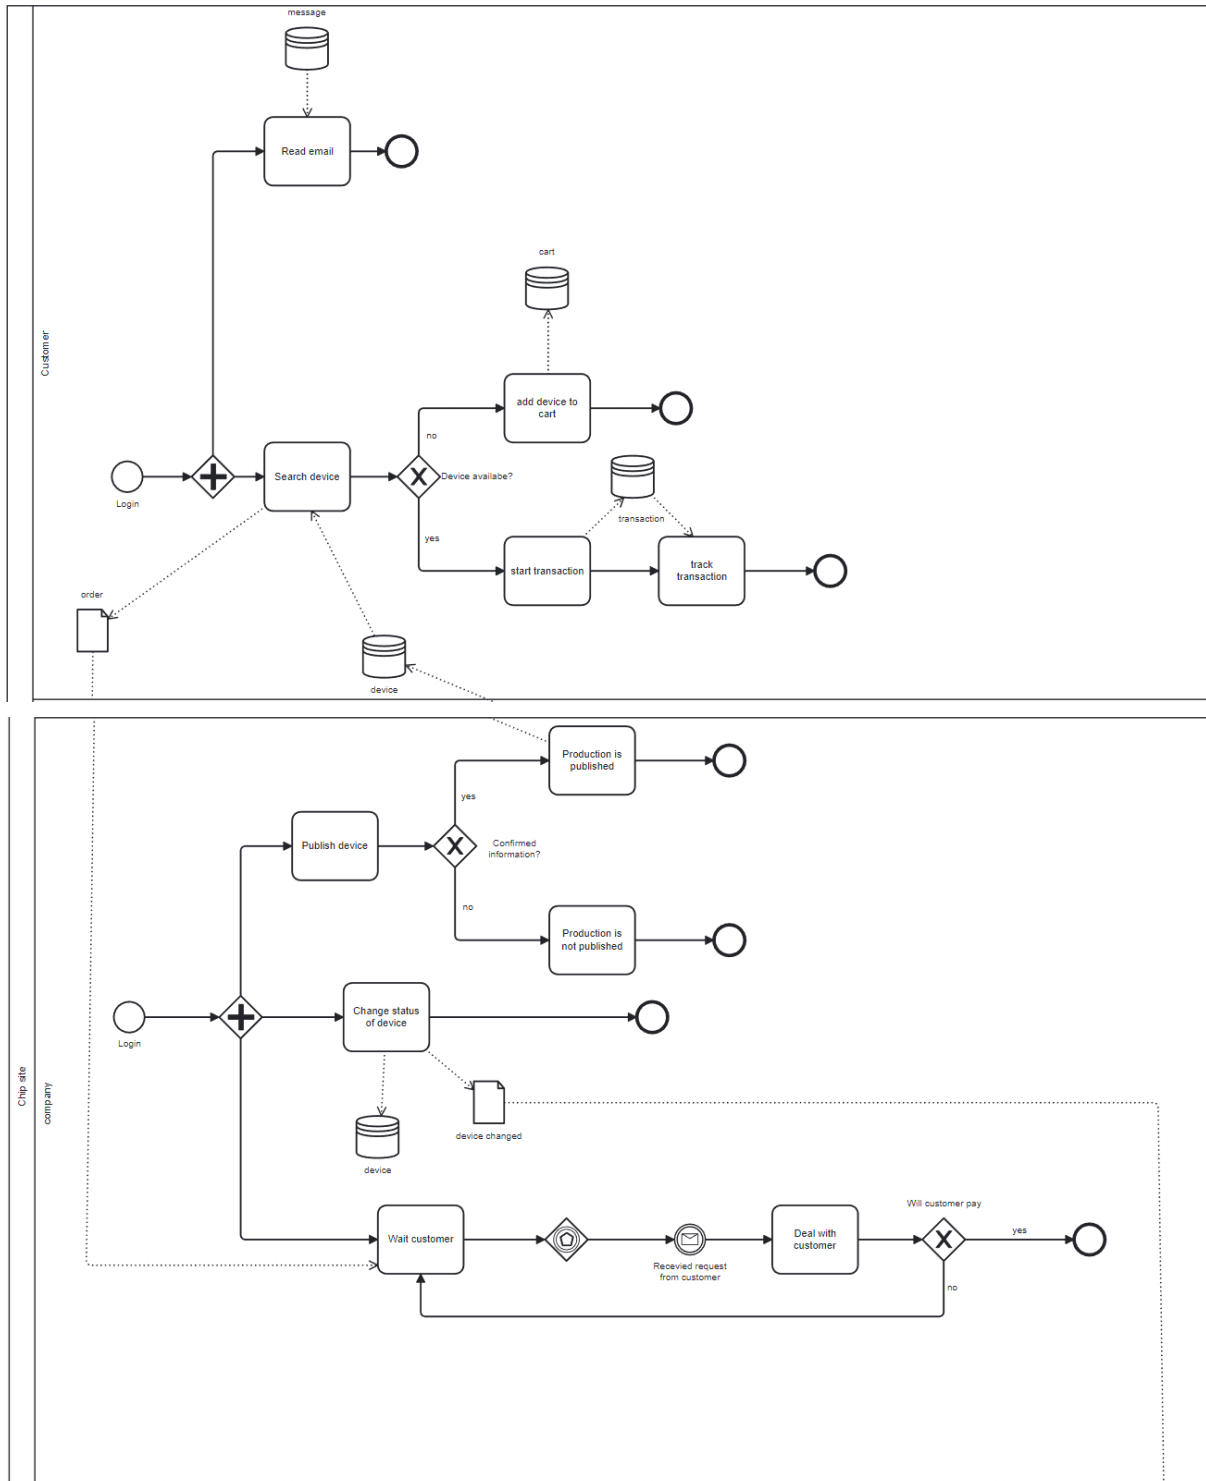 message
Read email
cart
Customer
add device to
cart
no
Search device
Device availabe?
Login
transaction
yes
start transaction
track
transaction
order
device
Production is
published
yes
Publish device
Confirmed
information?
no
Production is
not published
Change status
of device
Login
Chip site
company
device changed
device
Will customer pay
Wait customer
Deal with
customer
yes
Recevied request
from customer
no